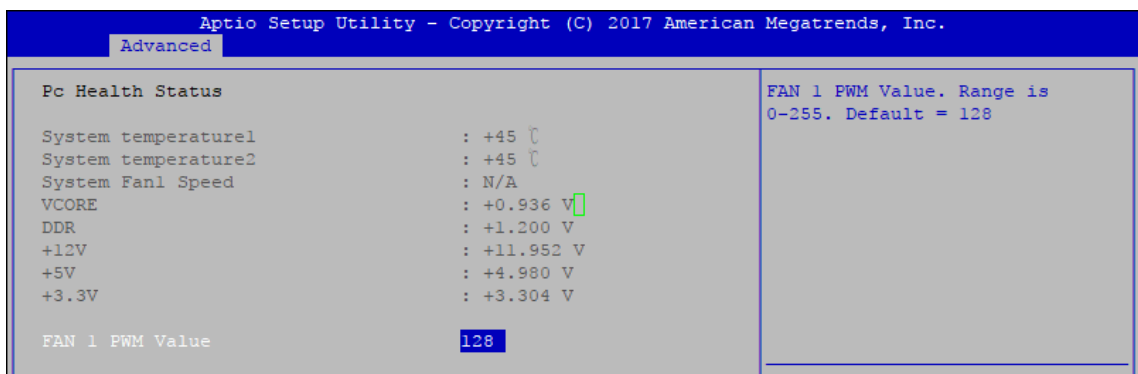 Aptio Setup Utility - Copyright (C) 2017 American Megatrends, Inc.
Advanced
Pc Health Status
System temperature1 : +45 ℃
System temperature2 : +45 ℃
System Fan1 Speed : N/A
VCORE : +0.936 V
DDR : +1.200 V
+12V : +11.952 V
+5V : +4.980 V
+3.3V : +3.304 V
FAN 1 PWM Value 128
FAN 1 PWM Value. Range is
0-255. Default = 128